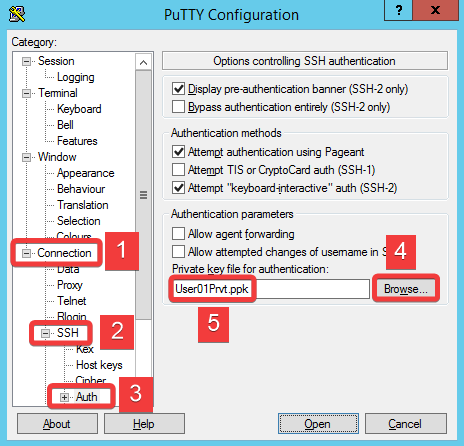 PuTTY Configuration
?
Category:
Session
Logging
Terminal
Keyboard
Bell
Features
Window
Appearance
Behaviour
Translation
Selection
Colours
Connection
1
Data
Proxy
Telnet
Rlogin
SSH
2
Kex
Host keys
Cipher
Auth
3
Options controlling SSH authentication
Display pre-authentication banner (SSH-2 only)
Bypass authentication entirely (SSH-2 only)
Authentication methods
Attempt authentication using Pageant
Attempt TIS or CryptoCard auth (SSH-1)
Attempt "keyboard-interactive" auth (SSH-2)
Authentication parameters
Allow agent forwarding
Allow attempted changes of username in
4
Private key file for authentication:
User01Prvt.ppk
Browse...
5
About
Help
Open
Cancel